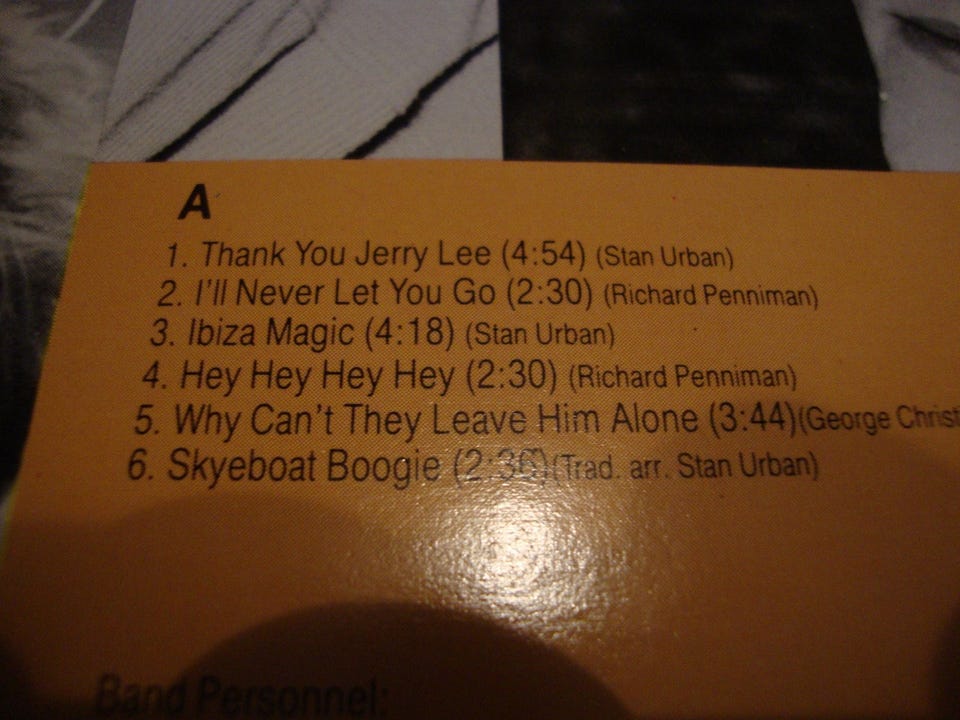 A
1. Thank You Jerry Lee (4:54) (Stan Urban)
2. I'll Never Let You Go (2:30) (Richard Penniman)
3. Ibiza Magic (4:18) (Stan Urban)
4. Hey Hey Hey Hey (2:30) (Richard Penniman)
5. Why Can't They Leave Him Alone (3:44)(George Christ
6. Skyeboat Boogie (2:36)(Trad. arr. Stan Urban)
Band Personnel: